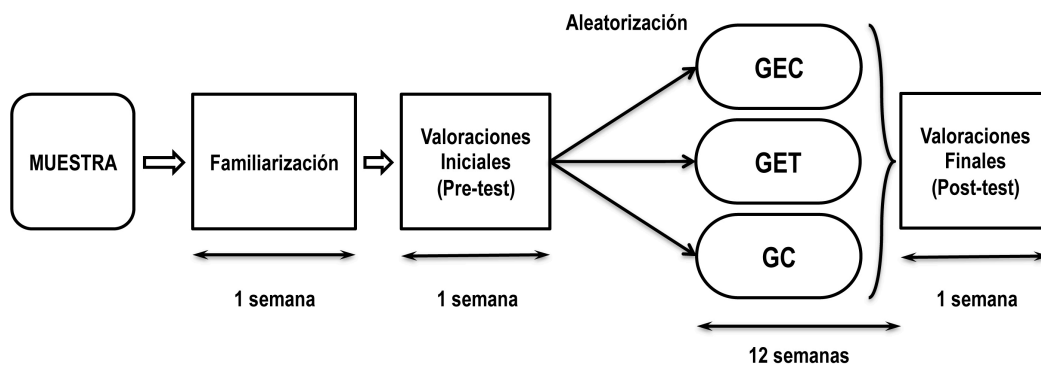 Aleatorización
MUESTRA
Familiarización
Valoraciones
Iniciales
(Pre-test)
GEC
GET
GC
Valoraciones
Finales
(Post-test)
1 semana
1 semana
12 semanas
1 semana